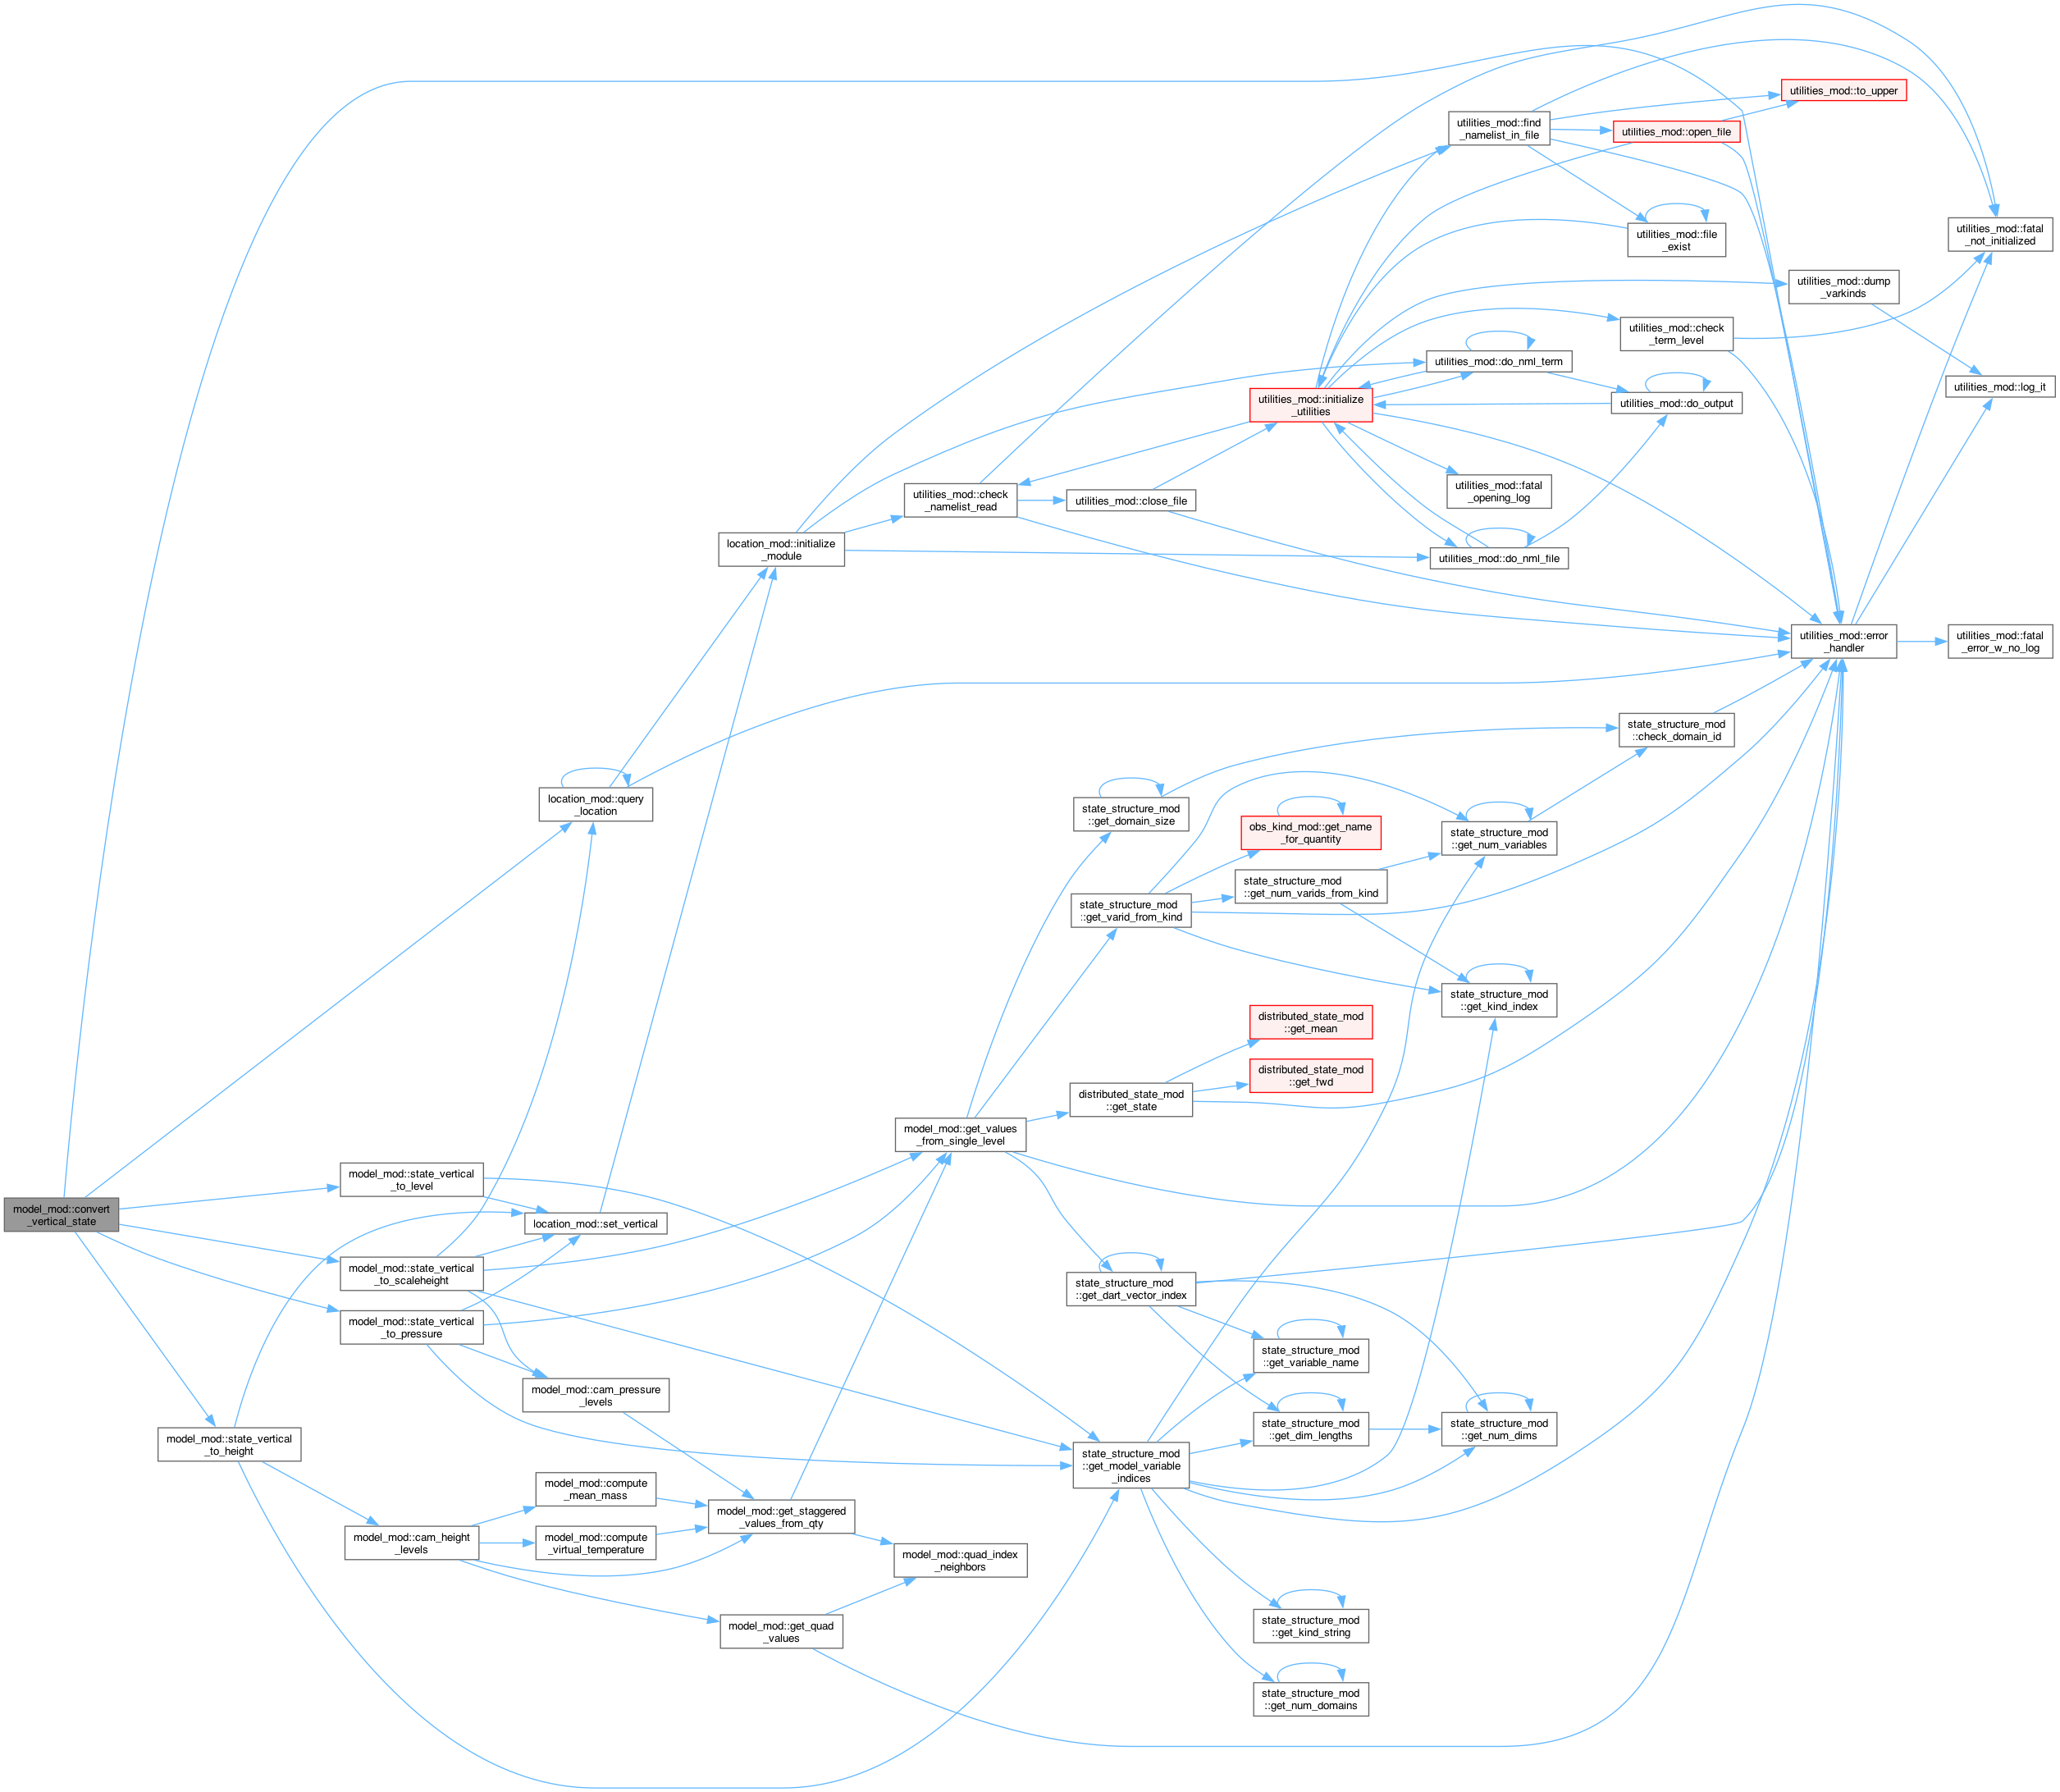 utilities_mod::to_upper
utilities_mod::find
_namelist_in_file
utilities_mod::open_file
utilities_mod::file
_exist
utilities_mod::fatal
_not_initialized
utilities_mod::dump
_varkinds
utilities_mod::check
_term_level
utilities_mod::do_nml_term
utilities_mod::log_it
utilities_mod::initialize
_utilities
utilities_mod::do_output
utilities_mod::fatal
_opening_log
utilities_mod::check
_namelist_read
utilities_mod::close_file
location_mod::initialize
_module
utilities_mod::do_nml_file
utilities_mod::error
_handler
utilities_mod::fatal
_error_w_no_log
state_structure_mod
::check_domain_id
location_mod::query
_location
state_structure_mod
::get_domain_size
obs_kind_mod::get_name
_for_quantity
state_structure_mod
::get_num_variables
state_structure_mod
::get_num_varids_from_kind
state_structure_mod
::get_varid_from_kind
state_structure_mod
::get_kind_index
distributed_state_mod
::get_mean
distributed_state_mod
::get_fwd
distributed_state_mod
::get_state
model_mod::get_values
_from_single_level
model_mod::state_vertical
_to_level
model_mod::convert
_vertical_state
location_mod::set_vertical
model_mod::state_vertical
_to_scaleheight
state_structure_mod
::get_dart_vector_index
model_mod::state_vertical
_to_pressure
state_structure_mod
::get_variable_name
model_mod::cam_pressure
_levels
state_structure_mod
::get_dim_lengths
state_structure_mod
::get_num_dims
model_mod::state_vertical
_to_height
state_structure_mod
::get_model_variable
_indices
model_mod::compute
_mean_mass
model_mod::get_staggered
_values_from_qty
model_mod::cam_height
_levels
model_mod::compute
_virtual_temperature
model_mod::quad_index
_neighbors
model_mod::get_quad
_values
state_structure_mod
::get_kind_string
state_structure_mod
::get_num_domains